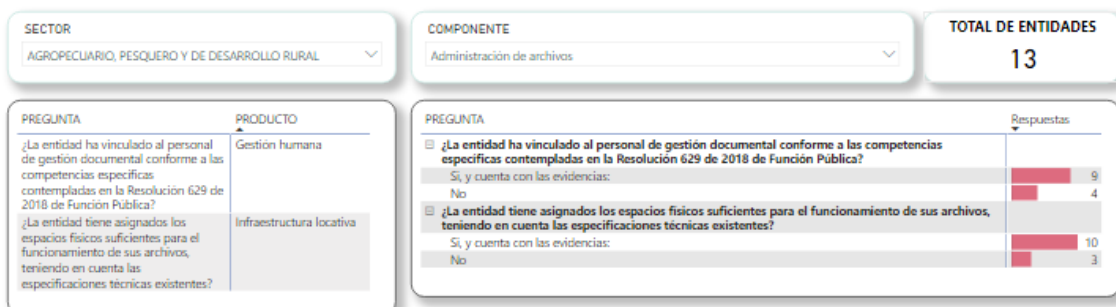 SECTOR
AGROPECUARIO, PESQUERO Y DE DESARROLLO RURAL
COMPONENTE
Administración de archivos
TOTAL DE ENTIDADES
13
PREGUNTA PRODUCTO
¿La entidad ha vinculado al personal Gestión humana
de gestión documental conforme a las
competencias específicas
contempladas en la Resolución 629 de
2018 de Función Pública?
¿La entidad tiene asignados los Infraestructura locativa
espacios físicos suficientes para el
funcionamiento de sus archivos,
teniendo en cuenta las
especificaciones técnicas existentes?
PREGUNTA Respuestas
¿La entidad ha vinculado al personal de gestión documental conforme a las competencias
específicas contempladas en la Resolución 629 de 2018 de Función Pública?
Si, y cuenta con las evidencias: 9
No 4
¿La entidad tiene asignados los espacios físicos suficientes para el funcionamiento de sus archivos,
teniendo en cuenta las especificaciones técnicas existentes?
Si, y cuenta con las evidencias: 10
No 3